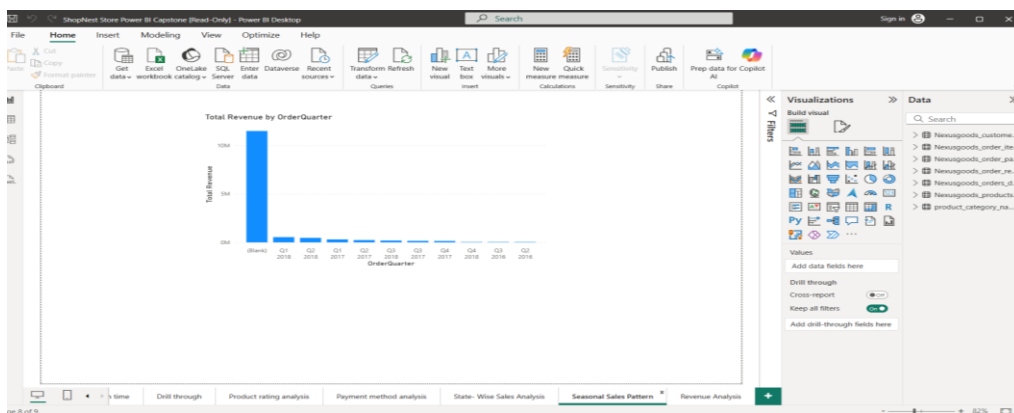 ShopNest Store Power BI Capstone [Read-Only] - Power BI Desktop
Search
Sign in
File Home Insert Modeling View Optimize Help
Cut
Copy
Format painter
Get data
Excel workbook
OneLake catalog
SQL Server
Enter data
Dataverse
Recent sources
Transform data
Refresh
New visual
Text box
More visuals
New measure
Quick measure
Sensitivity
Publish
Prep data for AI
Copilot
Clipboard
Data
Queries
Insert
Calculations
Sensitivity
Share
Copilot
Total Revenue by OrderQuarter
Total Revenue
10M
5M
0M
(Blank)
Q1 2018
Q2 2018
Q1 2017
Q2 2017
Q3 2017
Q4 2017
Q4
Q3
Q2 2016
OrderQuarter
Filters
Visualizations
Build visual
Values
Add data fields here
Drill through
Cross-report
Off
Keep all filters
On
Add drill-through fields here
Data
Search
Nexusgoods_custome...
Nexusgoods_order_ite...
Nexusgoods_order_pa...
Nexusgoods_order_re...
Nexusgoods_orders_d...
Nexusgoods_products...
product_category_na...
time
Drill through
Product rating analysis
Payment method analysis
State- Wise Sales Analysis
Seasonal Sales Pattern
Revenue Analysis
8 of 9
82%